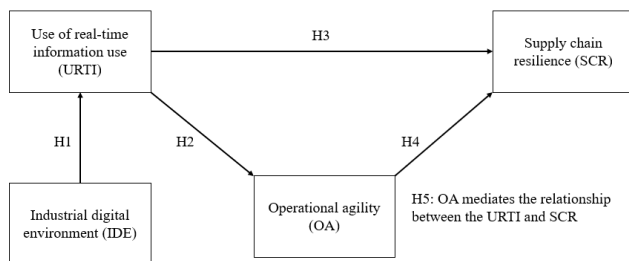 Use of real-time
information use
(URTI)
H3
Supply chain
resilience (SCR)
H1
H2
H4
Industrial digital
environment (IDE)
Operational agility
(OA)
H5: OA mediates the relationship
between the URTI and SCR